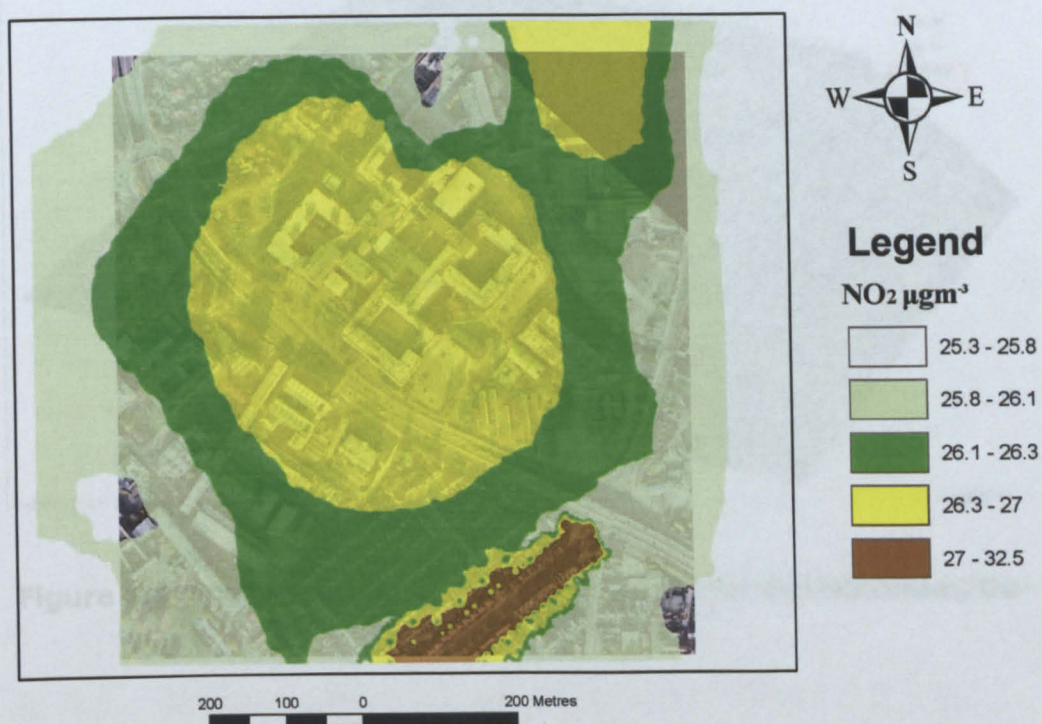 N
W E
S
Legend
NO₂ µgm⁻³
25.3 - 25.8
25.8 - 26.1
26.1 - 26.3
26.3 - 27
27 - 32.5
Figure
200 100 0 200 Metres